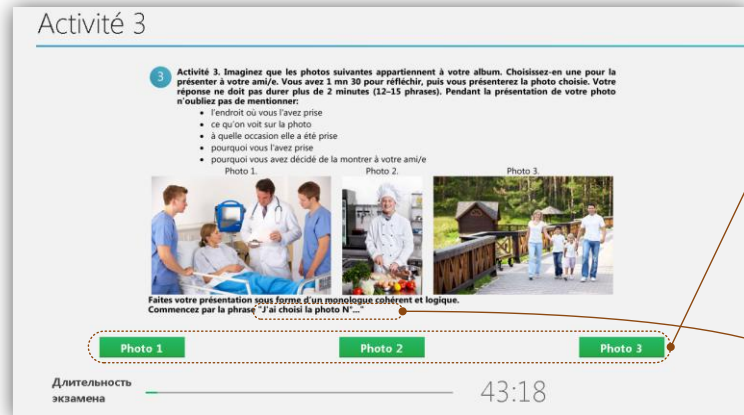 Activité 3
3
Activité 3. Imaginez que les photos suivantes appartiennent à votre album. Choisissez-en une pour la
présenter à votre ami/e. Vous avez 1 mn 30 pour réfléchir, puis vous présenterez la photo choisie. Votre
réponse ne doit pas durer plus de 2 minutes (12–15 phrases). Pendant la présentation de votre photo
n'oubliez pas de mentionner:
• l'endroit où vous l'avez prise
• ce qu'on voit sur la photo
• à quelle occasion elle a été prise
• pourquoi vous l'avez prise
• pourquoi vous avez décidé de la montrer à votre ami/e
Photo 1. Photo 2. Photo 3.
Faites votre présentation sous forme d'un monologue cohérent et logique.
Commencez par la phrase "J'ai choisi la photo N°..."
Photo 1 Photo 2 Photo 3
Длительность
экзамена
43:18